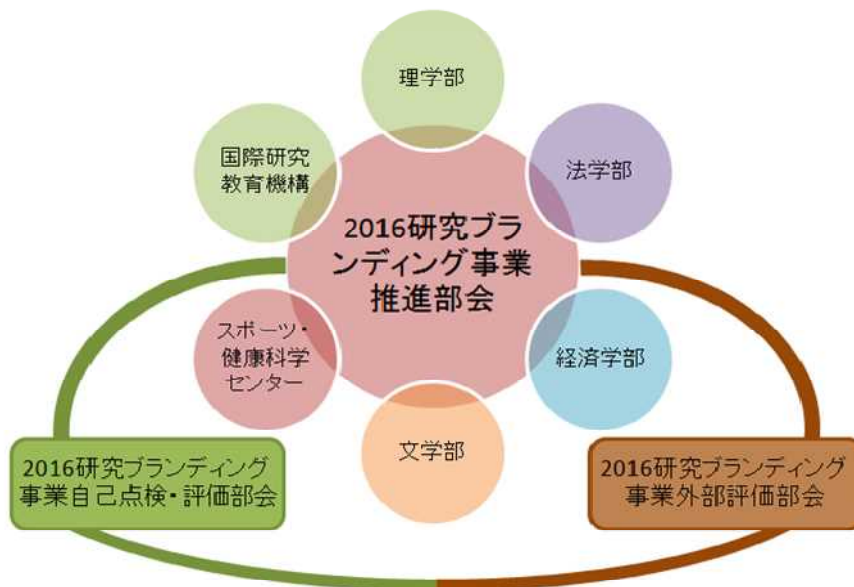 理学部
国際研究
教育機構
法学部
2016研究ブラ
ンディング事業
推進部会
スポーツ・
健康科学
センター
経済学部
文学部
2016研究ブランディング
事業自己点検・評価部会
2016研究ブランディング
事業外部評価部会